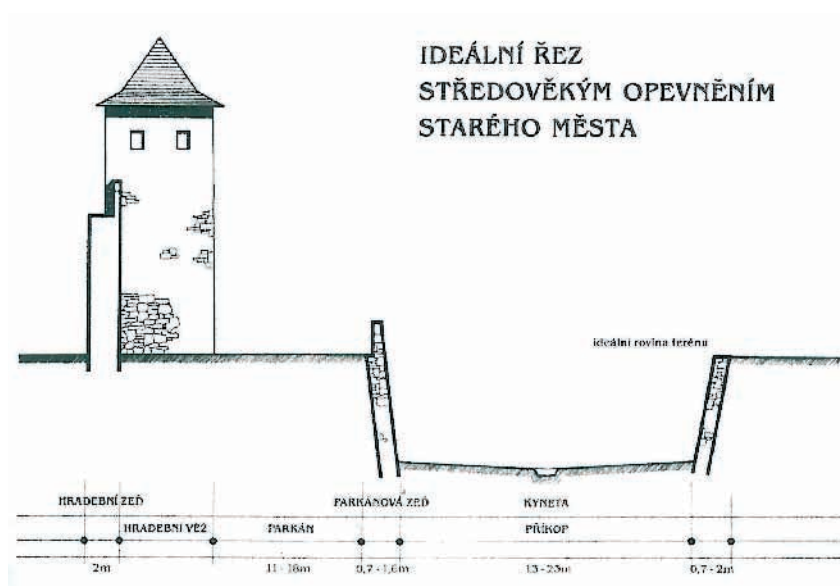 IDEÁLNÍ ŘEZ
STŘEDOVĚKÝM OPEVNĚNÍM
STARÉHO MĚSTA
ideální rovina terénu
HRADEBNÍ ZEĎ PARKÁNOVÁ ZEĎ KYNETA
HRADEBNÍ VĚŽ PARKÁN PŘÍKOP
2m 11 - 18m 0,7 - 1,6m 13 - 23m 0,7 - 2m